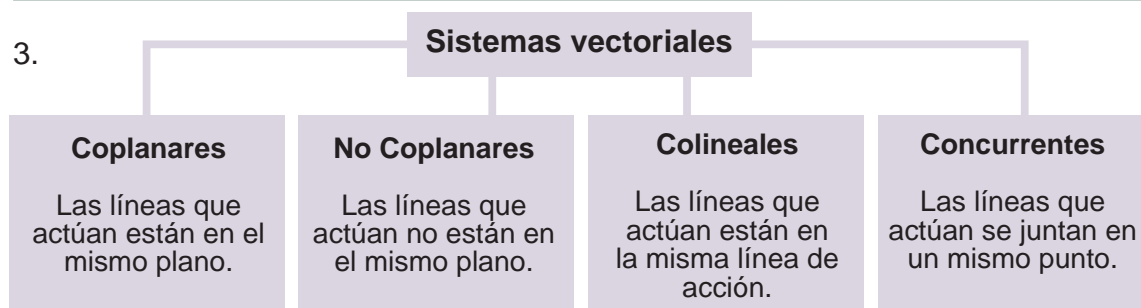 3.
Sistemas vectoriales
Coplanares
Las líneas que
actúan están en el
mismo plano.
No Coplanares
Las líneas que
actúan no están en
el mismo plano.
Colineales
Las líneas que
actúan están en
la misma línea de
acción.
Concurrentes
Las líneas que
actúan se juntan en
un mismo punto.